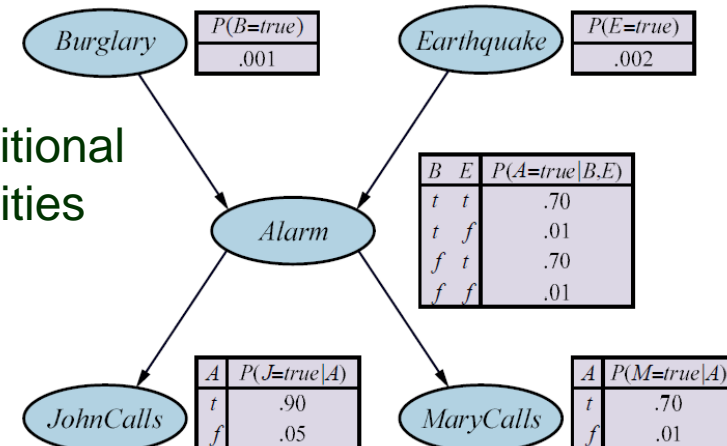 Burglary
P(B=true)
.001
Earthquake
P(E=true)
.002
itional
ities
Alarm
B E P(A=true|B,E)
t t .70
t f .01
f t .70
f f .01
JohnCalls
A P(J=true|A)
t .90
f .05
MaryCalls
A P(M=true|A)
t .70
f .01